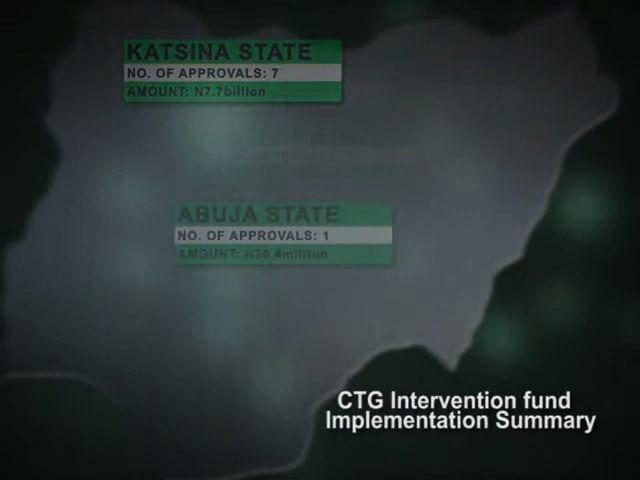 KATSINA STATE
NO. OF APPROVALS: 7
AMOUNT: N7.7billion
ABUJA STATE
NO. OF APPROVALS: 1
AMOUNT:
CTG Intervention fund
Implementation Summary